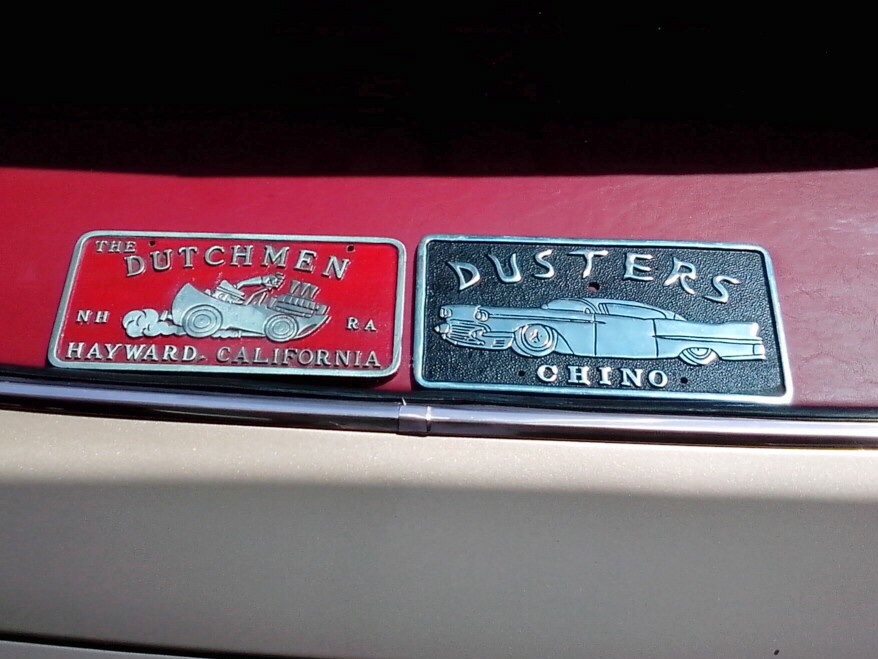 THE
DUTCHMEN
NH RA
HAYWARD, CALIFORNIA
DUSTERS
CHINO